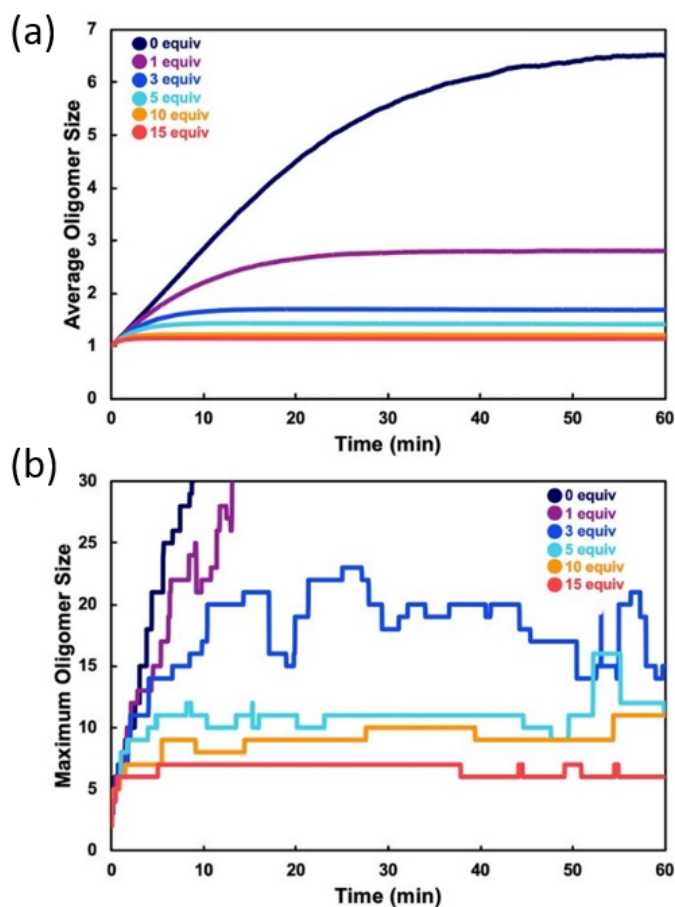 (a)
7
6
5
4
3
2
1
0
Average Oligomer Size
0 equiv
1 equiv
3 equiv
5 equiv
10 equiv
15 equiv
0 10 20 30 40 50 60
Time (min)
(b)
30
25
20
15
10
5
0
Maximum Oligomer Size
0 equiv
1 equiv
3 equiv
5 equiv
10 equiv
15 equiv
0 10 20 30 40 50 60
Time (min)